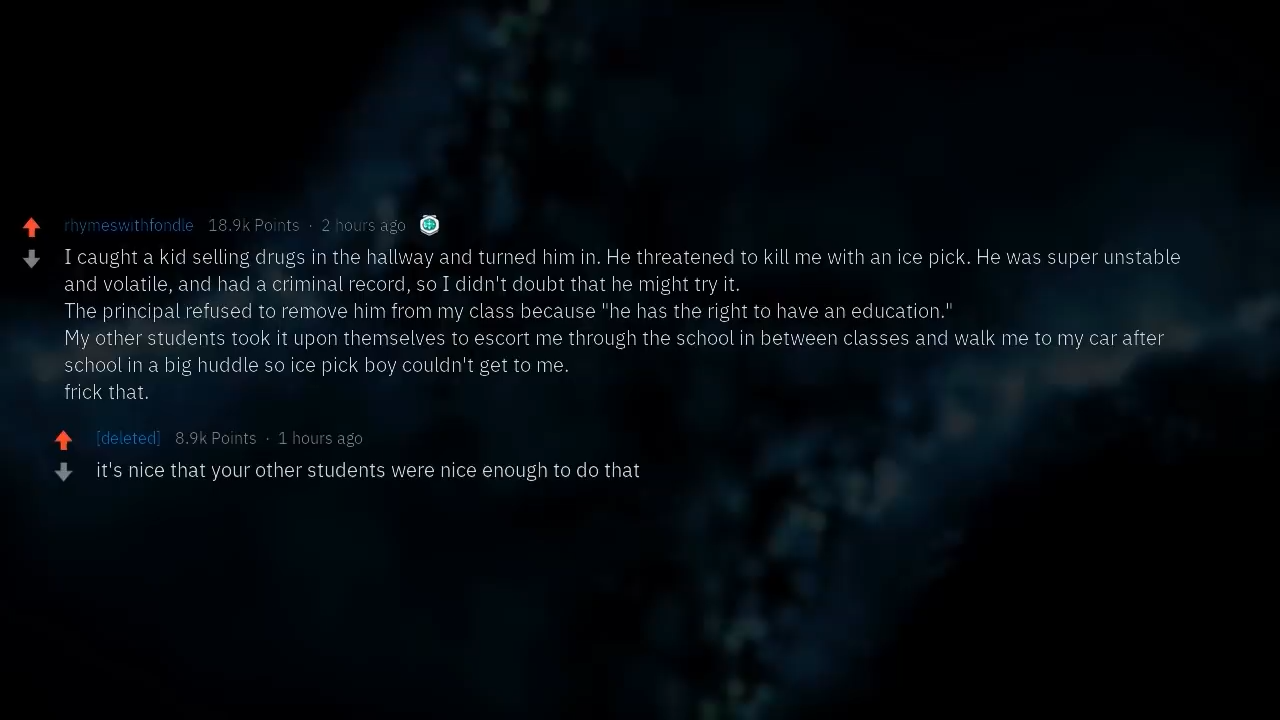 rhymeswithfondle 18.9k Points · 2 hours ago
I caught a kid selling drugs in the hallway and turned him in. He threatened to kill me with an ice pick. He was super unstable
and volatile, and had a criminal record, so I didn't doubt that he might try it.
The principal refused to remove him from my class because "he has the right to have an education."
My other students took it upon themselves to escort me through the school in between classes and walk me to my car after
school in a big huddle so ice pick boy couldn't get to me.
frick that.
[deleted] 8.9k Points · 1 hours ago
it's nice that your other students were nice enough to do that